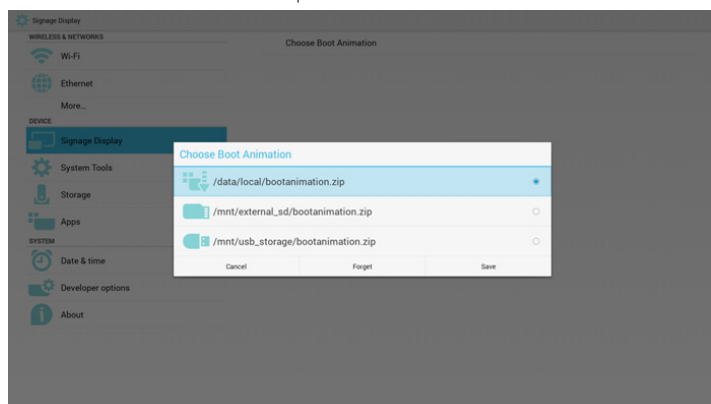 Signage Display
WIRELESS & NETWORKS
Choose Boot Animation
Wi-Fi
Ethernet
More...
DEVICE
Signage Display
System Tools
Storage
Apps
SYSTEM
Date & time
Developer options
About
Choose Boot Animation
/data/local/bootanimation.zip
/mnt/external_sd/bootanimation.zip
/mnt/usb_storage/bootanimation.zip
Cancel Forget Save